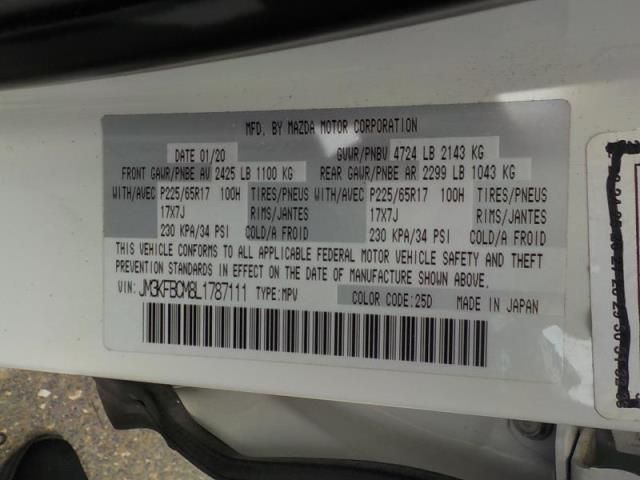 MFD. BY MAZDA MOTOR CORPORATION
DATE 01/20 GVWR/PNBV 4724 LB 2143 KG
FRONT GAWR/PNBE AV 2425 LB 1100 KG REAR GAWR/PNBE AR 2299 LB 1043 KG
WITH/AVEC P225/65R17 100H TIRES/PNEUS WITH/AVEC P225/65R17 100H TIRES/PNEUS
17X7J RIMS/JANTES 17X7J RIMS/JANTES
230 KPA/34 PSI COLD/A FROID 230 KPA/34 PSI COLD/A FROID
THIS VEHICLE CONFORMS TO ALL APPLICABLE FEDERAL MOTOR VEHICLE SAFETY AND THEFT
PREVENTION STANDARDS IN EFFECT ON THE DATE OF MANUFACTURE SHOWN ABOVE.
VIN: JM3KFBCM8L1787111 TYPE:MPV COLOR CODE:25D MADE IN JAPAN